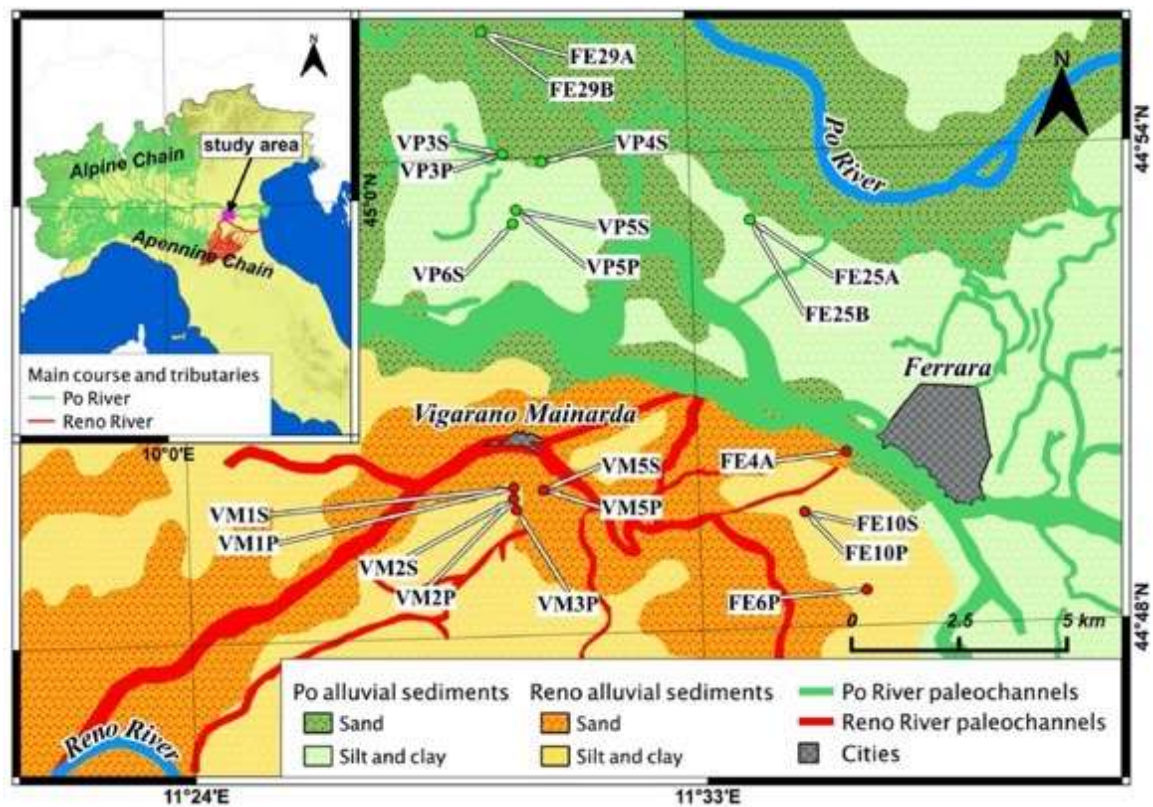 N
Alpine Chain
study area
Apennine Chain
Main course and tributaries
Po River
Reno River
45°0'N
10°0'E
FE29A
FE29B
VP3S
VP3P
VP4S
VP5S
VP5P
VP6S
FE25A
FE25B
Po River
N
44°54'N
Ferrara
Vigarano Mainarda
VM5S
VM5P
FE4A
VM1S
VM1P
FE10S
FE10P
VM2S
VM2P
VM3P
FE6P
44°48'N
0 2.5 5 km
Reno River
Po alluvial sediments
Sand
Silt and clay
Reno alluvial sediments
Sand
Silt and clay
Po River paleochannels
Reno River paleochannels
Cities
11°24'E
11°33'E